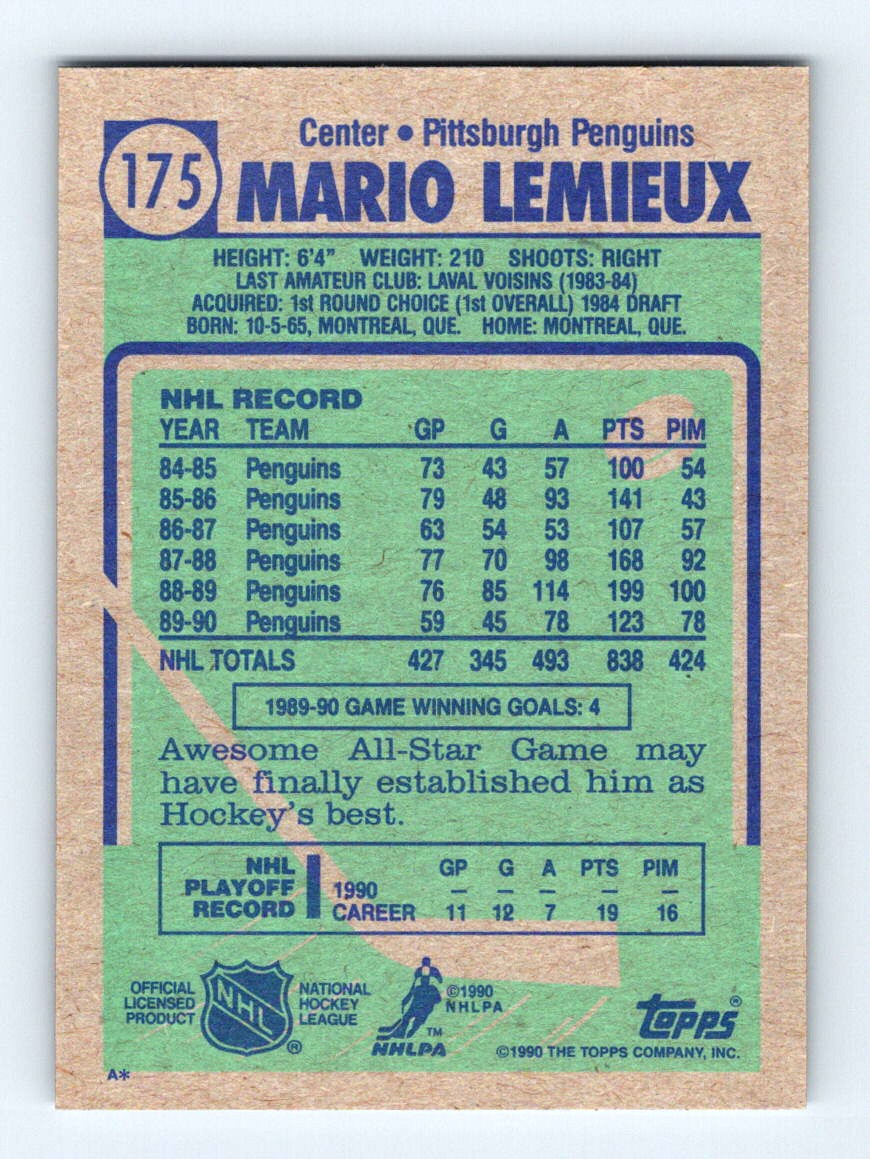 175
Center • Pittsburgh Penguins
MARIO LEMIEUX
HEIGHT: 6'4" WEIGHT: 210 SHOOTS: RIGHT
LAST AMATEUR CLUB: LAVAL VOISINS (1983-84)
ACQUIRED: 1st ROUND CHOICE (1st OVERALL) 1984 DRAFT
BORN: 10-5-65, MONTREAL, QUE. HOME: MONTREAL, QUE.
NHL RECORD
YEAR TEAM GP G A PTS PIM
84-85 Penguins 73 43 57 100 54
85-86 Penguins 79 48 93 141 43
86-87 Penguins 63 54 53 107 57
87-88 Penguins 77 70 98 168 92
88-89 Penguins 76 85 114 199 100
89-90 Penguins 59 45 78 123 78
NHL TOTALS 427 345 493 838 424
1989-90 GAME WINNING GOALS: 4
Awesome All-Star Game may
have finally established him as
Hockey's best.
NHL PLAYOFF RECORD
GP G A PTS PIM
1990 — — — — —
CAREER 11 12 7 19 16
OFFICIAL
LICENSED
PRODUCT
NHL
®
NATIONAL
HOCKEY
LEAGUE
NHLPA
™
©1990
NHLPA
TOPPS®
©1990 THE TOPPS COMPANY, INC.
A*